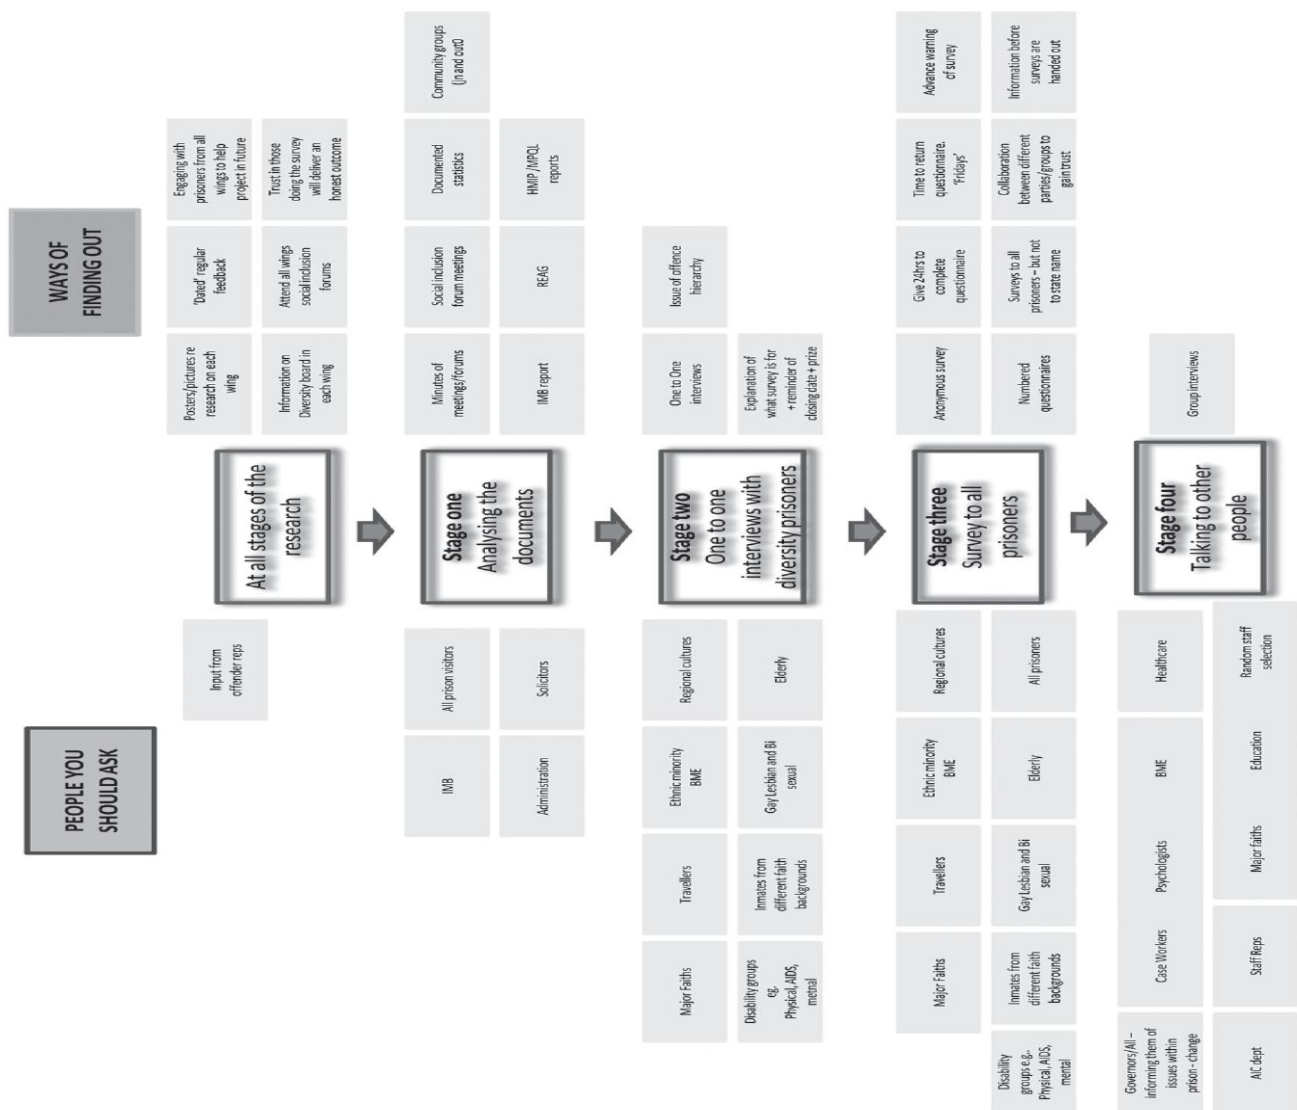 PEOPLE YOU
SHOULD ASK
WAYS OF
FINDING OUT
Input from
offender reps
At all stages of the
research
Posters/pictures re
research on each
wing
'Dated' regular
feedback
Engaging with
prisoners from all
wings to help
project in future
Information on
Diversity board in
each wing
Attend all wings
social inclusion
forums
Trust in those
doing the survey
will deliver an
honest outcome
IMB
All prison visitors
Administration
Solicitors
Stage one
Analysing the
documents
Minutes of
meetings/forums
Social inclusion
forum meetings
Documented
statistics
Community groups
(in and out0
IMB report
REAG
HMIP /MPQL
reports
Major Faiths
Travellers
Ethnic minority
BME
Regional cultures
Disability groups
eg.
Physical, AIDS,
metnal
Inmates from
different faith
backgrounds
Gay Lesbian and Bi
sexual
Elderly
Stage two
One to one
interviews with
diversity prisoners
One to One
interviews
Issue of offence
hierarchy
Explanation of
what survey is for
+ reminder of
closing date + prize
Major Faiths
Travellers
Ethnic minority
BME
Regional cultures
Disability
groups e.g.,
Physical, AIDS,
mental
Inmates from
different faith
backgrounds
Gay Lesbian and Bi
sexual
Elderly
All prisoners
Stage three
Survey to all
prisoners
Anonymous survey
Give 24hrs to
complete
questionnaire
Time to return
questionnaire.
'Fridays'
Advance warning
of survey
Numbered
questionnaires
Surveys to all
prisoners – but not
to state name
Collaboration
between different
parties/groups to
gain trust
Information before
surveys are
handed out
Governors/All –
informing them of
issues within
prison - change
Case Workers
Psychologists
BME
Healthcare
AIC dept
Staff Reps
Major faiths
Education
Random staff
selection
Stage four
Talking to other
people
Group interviews